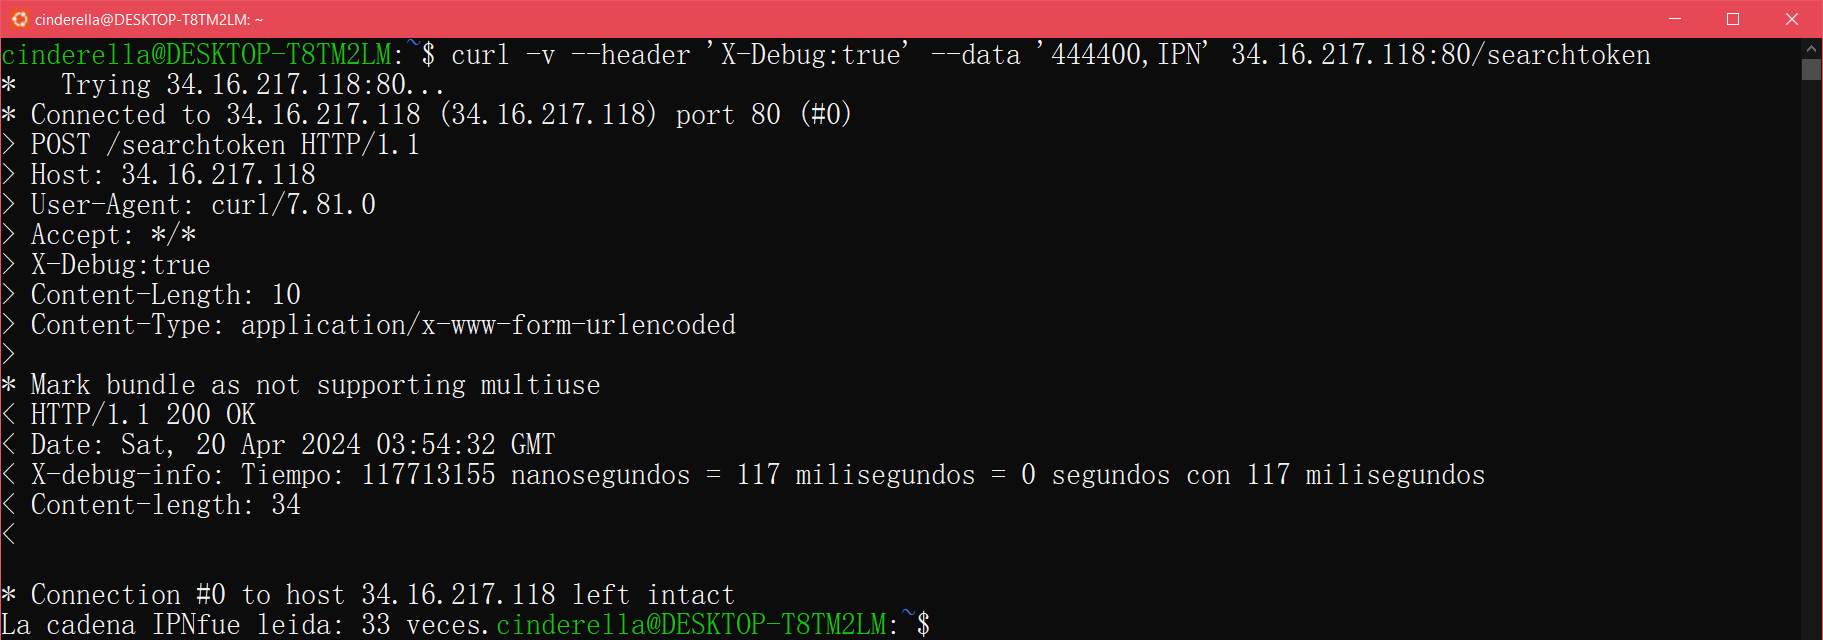 cinderella@DESKTOP-T8TM2LM: ~
cinderella@DESKTOP-T8TM2LM:~$ curl -v --header 'X-Debug:true' --data '444400,IPN' 34.16.217.118:80/searchtoken
*   Trying 34.16.217.118:80...
* Connected to 34.16.217.118 (34.16.217.118) port 80 (#0)
> POST /searchtoken HTTP/1.1
> Host: 34.16.217.118
> User-Agent: curl/7.81.0
> Accept: */*
> X-Debug:true
> Content-Length: 10
> Content-Type: application/x-www-form-urlencoded
>
* Mark bundle as not supporting multiuse
< HTTP/1.1 200 OK
< Date: Sat, 20 Apr 2024 03:54:32 GMT
< X-debug-info: Tiempo: 117713155 nanosegundos = 117 milisegundos = 0 segundos con 117 milisegundos
< Content-length: 34
<
* Connection #0 to host 34.16.217.118 left intact
La cadena IPNfue leida: 33 veces.cinderella@DESKTOP-T8TM2LM:~$